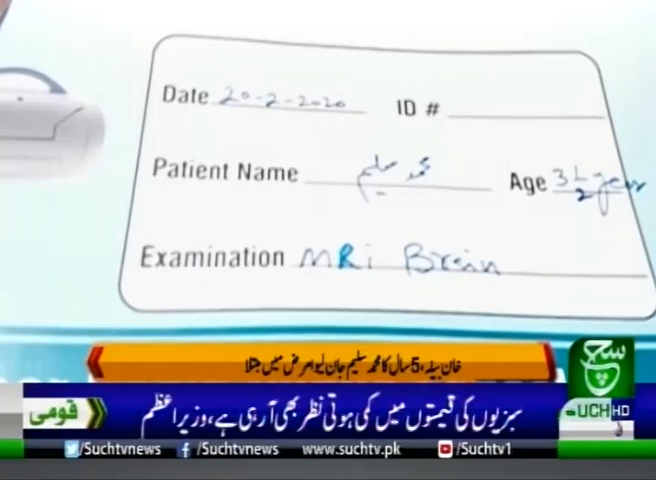 Date 20-2-2020 ID #
Patient Name محمد سلیم Age 3 1/2 year
Examination MRi Brain
خان بیلہ، 5 سال کا محمد سلیم جان لیوا مرض میں مبتلا
سچ
قومی
سبزیوں کی قیمتوں میں کمی ہوتی نظر بھی آ رہی ہے، وزیراعظم
SUCH HD
/Suchtvnews f /Suchtvnews www.suchtv.pk /Suchtv1